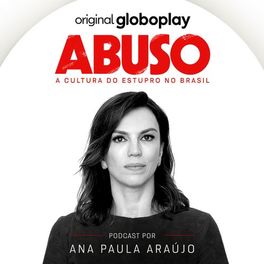 original globoplay
ABUSO
A CULTURA DO ESTUPRO NO BRASIL
PODCAST POR
ANA PAULA ARAÚJO